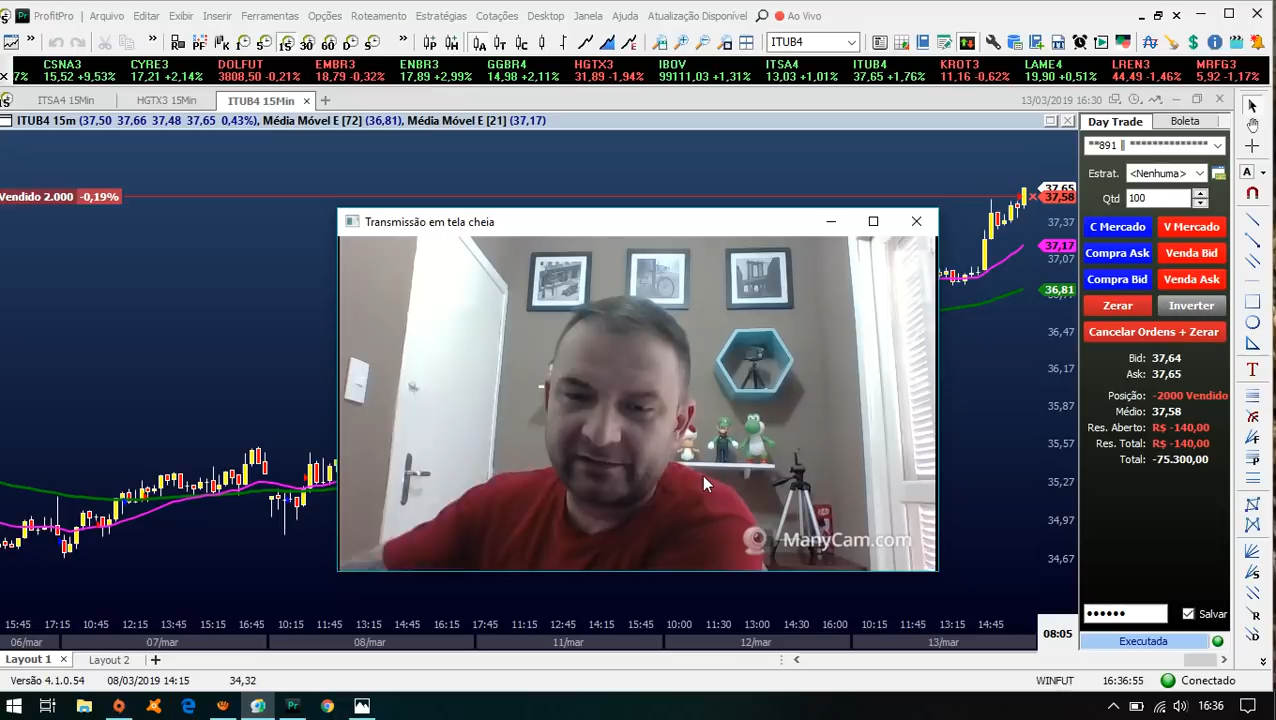 ProfitPro Arquivo Editar Exibir Inserir Ferramentas Opções Roteamento Estratégias Cotações Desktop Janela Ajuda Atualização Disponível Ao Vivo
ITUB4
CSNA3 CYRE3 DOLFUT EMBR3 ENBR3 GGBR4 HGTX3 IBOV ITSA4 ITUB4 KROT3 LAME4 LREN3 MRFG3
7% 15,52 +9,53% 17,21 +2,14% 3808,50 -0,21% 18,79 -0,32% 17,89 +2,99% 14,98 +2,11% 31,89 -1,94% 99111,03 +1,31% 13,03 +1,01% 37,65 +1,76% 11,16 -0,62% 19,90 +0,51% 44,49 -1,46% 5,92 -1,17%
ITSA4 15Min HGTX3 15Min ITUB4 15Min 13/03/2019 16:30
ITUB4 15m (37,50 37,66 37,48 37,65 0,43%), Média Móvel E [72] (36,81), Média Móvel E [21] (37,17)
Day Trade Boleta
**891 || **************
Estrat. <Nenhuma>
Qtd 100
Vendido 2.000 -0,19%
37,65
37,58
37,37
37,17
37,07
36,81
36,47
36,17
35,87
35,57
35,27
34,97
34,67
Transmissão em tela cheia
ManyCam.com
C Mercado V Mercado
Compra Ask Venda Bid
Compra Bid Venda Ask
Zerar Inverter
Cancelar Ordens + Zerar
Bid: 37,64
Ask: 37,65
Posição: -2000 Vendido
Médio: 37,58
Res. Aberto: R$ -140,00
Res. Total: R$ -140,00
Total: -75.300,00
Salvar
Executada
15:45 17:15 10:45 12:15 13:45 15:15 16:45 10:15 11:45 13:15 14:45 16:15 17:45 11:15 12:45 14:15 15:45 17:15 10:00 11:30 13:00 14:30 16:00 10:15 11:45 13:15 14:45
06/mar 07/mar 08/mar 11/mar 12/mar 13/mar
08:05
Layout 1 Layout 2
Versão 4.1.0.54 08/03/2019 14:15 34,32 WINFUT 16:36:55 Conectado
16:36